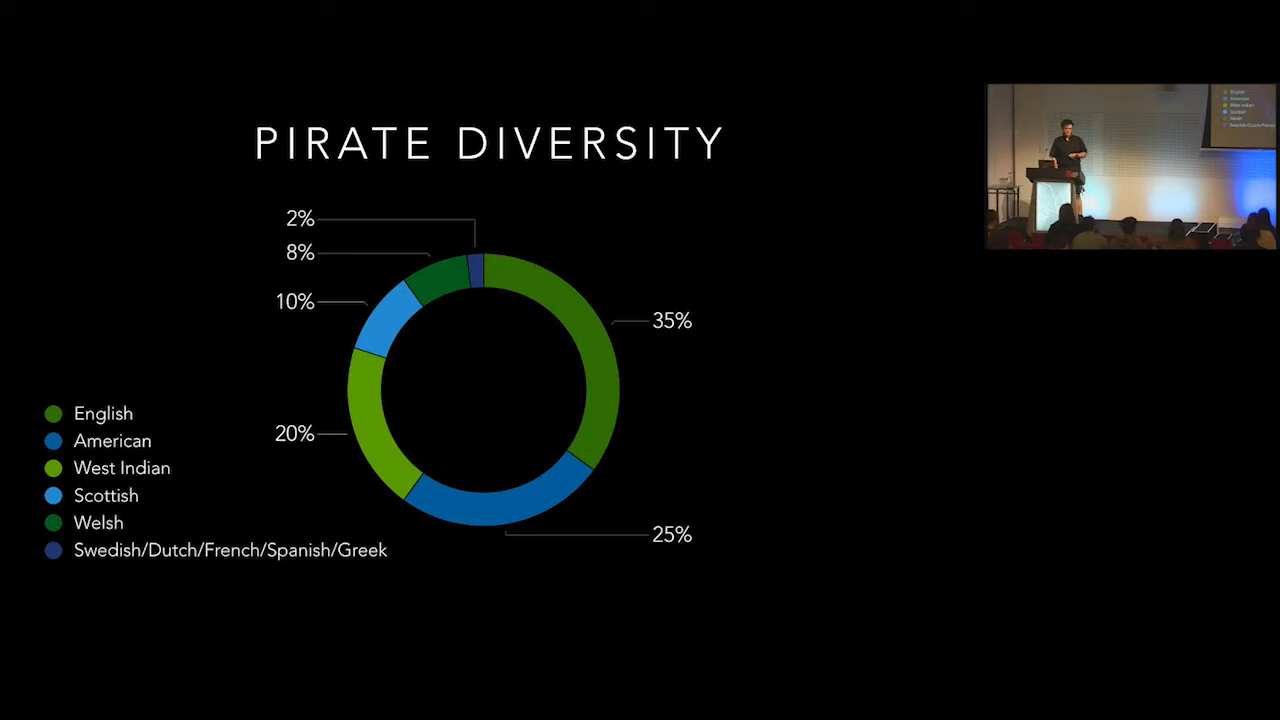 PIRATE DIVERSITY
2%
8%
10%
35%
20%
25%
English
American
West Indian
Scottish
Welsh
Swedish/Dutch/French/Spanish/Greek